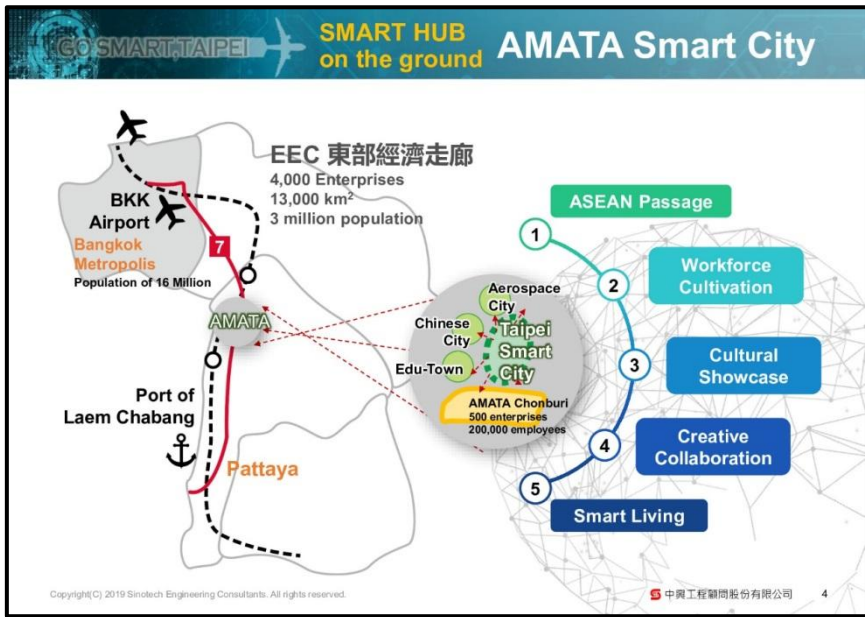 GO SMART,TAIPEI
SMART HUB
on the ground
AMATA Smart City
EEC 東部經濟走廊
4,000 Enterprises
13,000 km²
3 million population
BKK
Airport
Bangkok
Metropolis
Population of 16 Million
7
AMATA
Port of
Laem Chabang
Pattaya
Aerospace
City
Chinese
City
Taipei
Smart
City
Edu-Town
AMATA Chonburi
500 enterprises
200,000 employees
ASEAN Passage
1
Workforce
Cultivation
2
Cultural
Showcase
3
Creative
Collaboration
4
Smart Living
5
Copyright(C) 2019 Sinotech Engineering Consultants. All rights reserved.
中興工程顧問股份有限公司
4